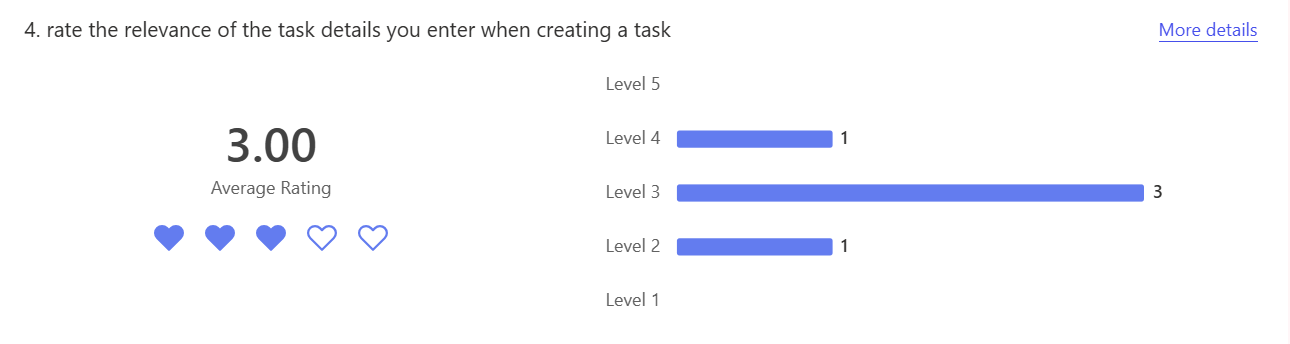 4. rate the relevance of the task details you enter when creating a task
More details
3.00
Average Rating
Level 5
Level 4 1
Level 3 3
Level 2 1
Level 1